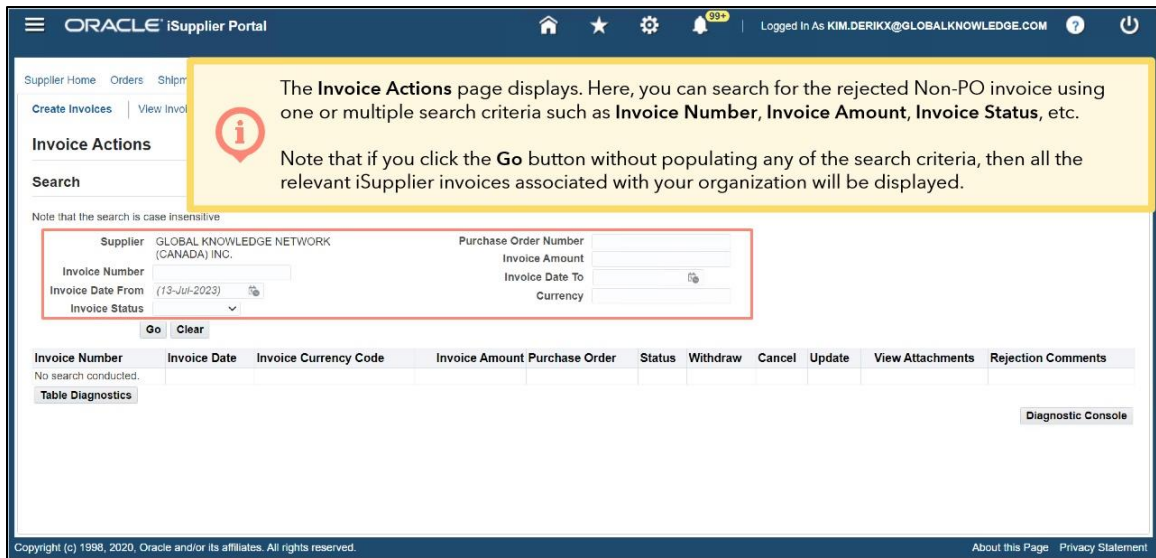 ORACLE iSupplier Portal
99+
Logged In As KIM.DERIKX@GLOBALKNOWLEDGE.COM
?
Supplier Home Orders Shipm
Create Invoices View Invoi
The Invoice Actions page displays. Here, you can search for the rejected Non-PO invoice using
one or multiple search criteria such as Invoice Number, Invoice Amount, Invoice Status, etc.
Note that if you click the Go button without populating any of the search criteria, then all the
relevant iSupplier invoices associated with your organization will be displayed.
Invoice Actions
Search
Note that the search is case insensitive
Supplier GLOBAL KNOWLEDGE NETWORK
(CANADA) INC.
Invoice Number
Invoice Date From (13-Jul-2023)
Invoice Status
Purchase Order Number
Invoice Amount
Invoice Date To
Currency
Go Clear
Invoice Number Invoice Date Invoice Currency Code Invoice Amount Purchase Order Status Withdraw Cancel Update View Attachments Rejection Comments
No search conducted.
Table Diagnostics
Diagnostic Console
Copyright (c) 1998, 2020, Oracle and/or its affiliates. All rights reserved.
About this Page Privacy Statement